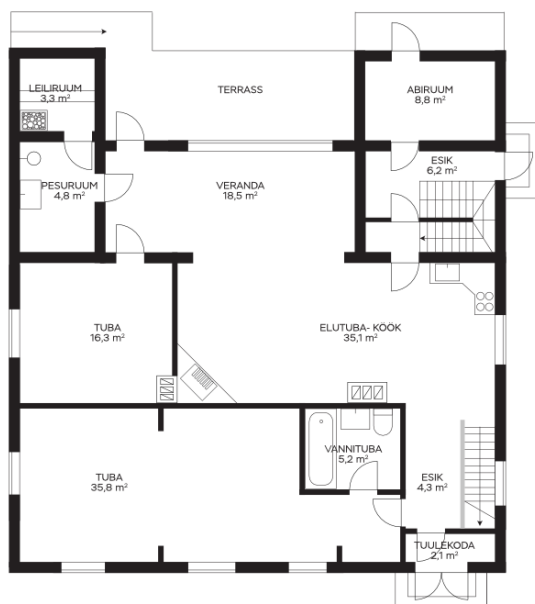 LEILIRUUM
3,3 m²
TERRASS
ABIRUUM
8,8 m²
ESIK
6,2 m²
PESURUUM
4,8 m²
VERANDA
18,5 m²
TUBA
16,3 m²
ELUTUBA- KÖÖK
35,1 m²
VANNITUBA
5,2 m²
TUBA
35,8 m²
ESIK
4,3 m²
TUULEKODA
2,1 m²